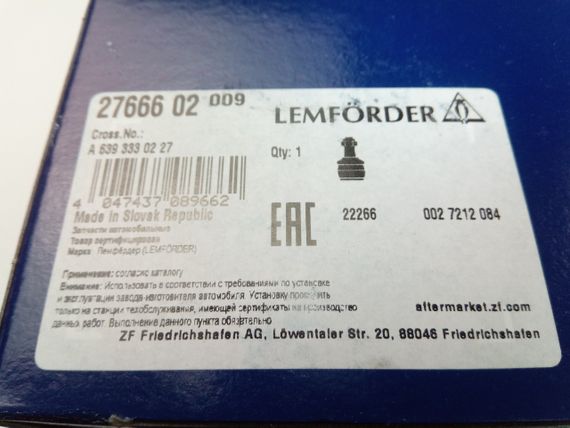 27666 02 009
LEMFÖRDER
Cross.No.:
A 639 333 02 27
Qty: 1
4 047437 089662
Made in Slovak Republic
EAC
22266
002 7212 084
Запчасти автомобильные
Товар сертифицирован
Марка: Лемфёрдер (LEMFÖRDER)
Применение: согласно каталогу
Внимание: Использовать в соответствии с требованиями по установке
и эксплуатации завода-изготовителя автомобиля. Установку проводить
только на станции техобслуживания, имеющей сертификаты на производство
данных работ. Выполнение данного пункта обязательно
aftermarket.zf.com
ZF Friedrichshafen AG, Löwentaler Str. 20, 88046 Friedrichshafen